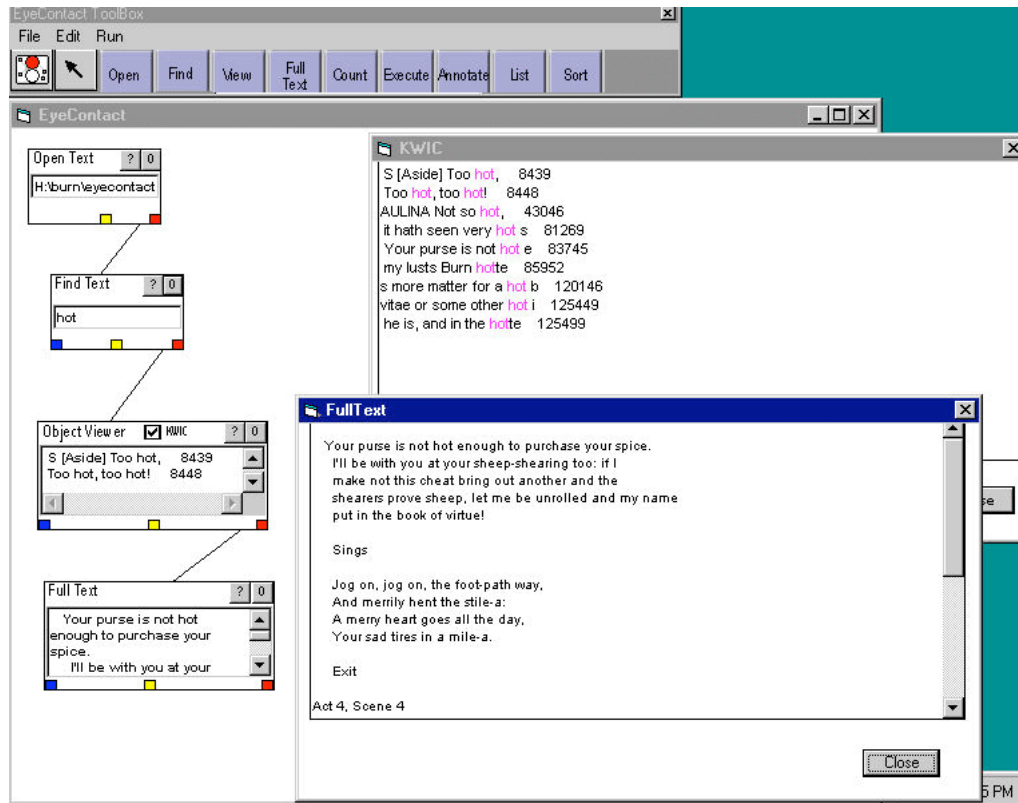 EyeContact ToolBox
File Edit Run
Open Find View Full Text Count Execute Annotate List Sort
EyeContact
Open Text ? 0
H:\burn\eyecontact
Find Text ? 0
hot
Object Viewer KWIC ? 0
S [Aside] Too hot, 8439
Too hot, too hot! 8448
Full Text ? 0
Your purse is not hot
enough to purchase your
spice.
I'll be with you at your
KWIC
S [Aside] Too hot, 8439
Too hot, too hot! 8448
AULINA Not so hot, 43046
it hath seen very hot s 81269
Your purse is not hot e 83745
my lusts Burn hotte 85952
s more matter for a hot b 120146
vitae or some other hot i 125449
he is, and in the hotte 125499
FullText
Your purse is not hot enough to purchase your spice.
I'll be with you at your sheep-shearing too: if I
make not this cheat bring out another and the
shearers prove sheep, let me be unrolled and my name
put in the book of virtue!
Sings
Jog on, jog on, the foot-path way,
And merrily hent the stile-a:
A merry heart goes all the day,
Your sad tires in a mile-a.
Exit
Act 4, Scene 4
Close
se
5 PM